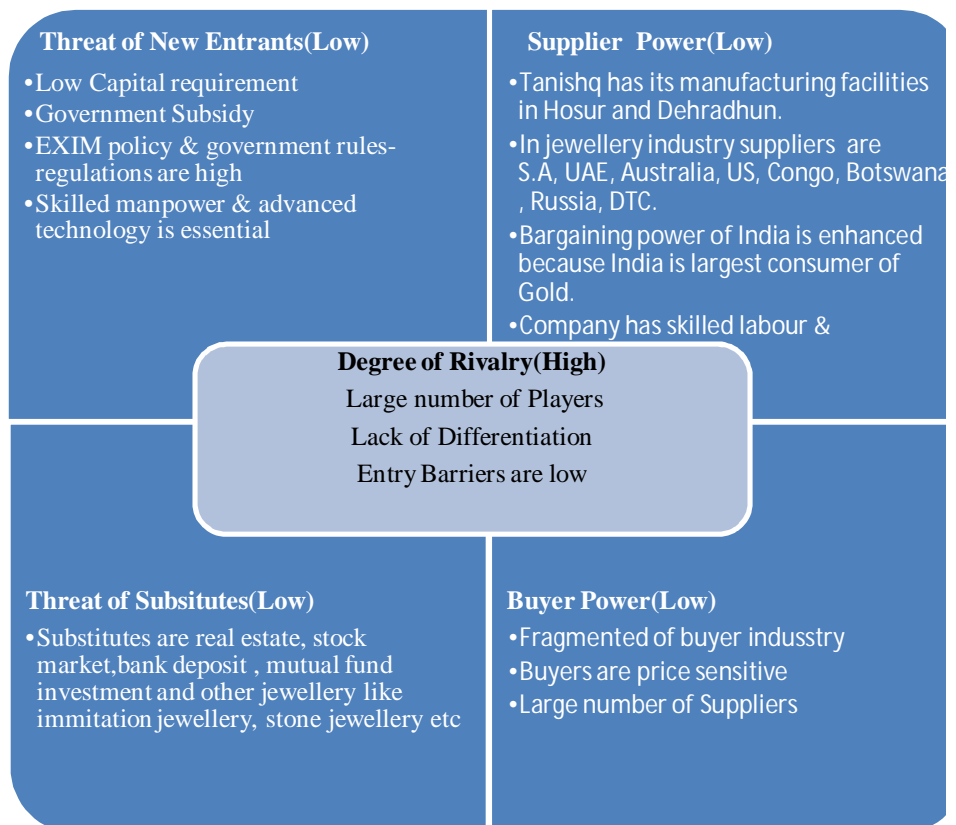 Threat of New Entrants(Low)
•Low Capital requirement
•Government Subsidy
•EXIM policy & government rules-
regulations are high
•Skilled manpower & advanced
technology is essential
Supplier Power(Low)
•Tanishq has its manufacturing facilities
in Hosur and Dehradhun.
•In jewellery industry suppliers are
S.A, UAE, Australia, US, Congo, Botswana
, Russia, DTC.
•Bargaining power of India is enhanced
because India is largest consumer of
Gold.
•Company has skilled labour &
Degree of Rivalry(High)
Large number of Players
Lack of Differentiation
Entry Barriers are low
Threat of Subsitutes(Low)
•Substitutes are real estate, stock
market,bank deposit , mutual fund
investment and other jewellery like
immitation jewellery, stone jewellery etc
Buyer Power(Low)
•Fragmented of buyer indusstry
•Buyers are price sensitive
•Large number of Suppliers